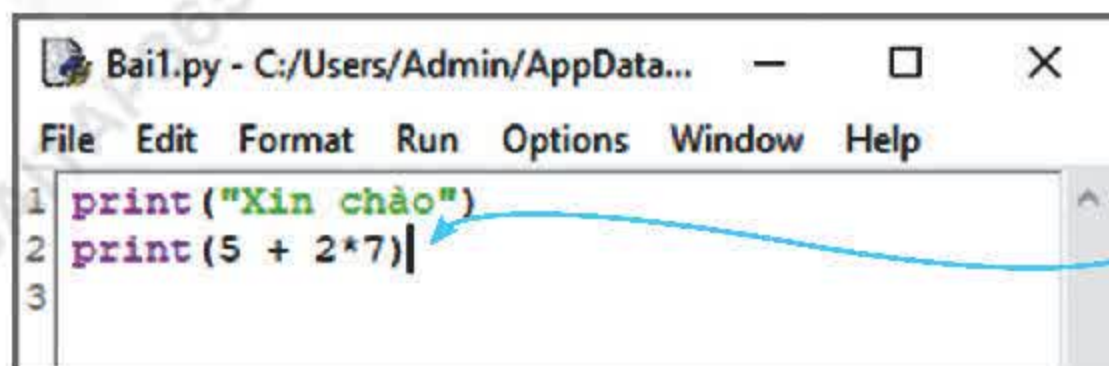 Bai1.py - C:/Users/Admin/AppData...
File Edit Format Run Options Window Help
1 print("Xin chào")
2 print(5 + 2*7)
3